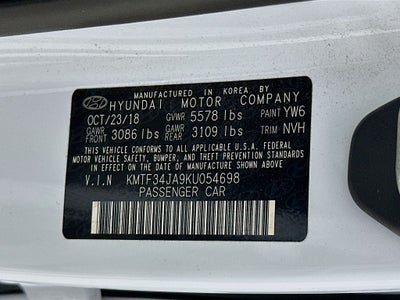 MANUFACTURED IN KOREA BY
HYUNDAI MOTOR COMPANY
OCT/23/18 GVWR 5578 lbs PAINT YW6
GAWR FRONT 3086 lbs GAWR REAR 3109 lbs TRIM NVH
THIS VEHICLE CONFORMS TO ALL APPLICABLE U.S.A. FEDERAL
MOTOR VEHICLE SAFETY, BUMPER, AND THEFT PREVENTION
STANDARDS IN EFFECT ON THE DATE OF MANUFACTURE SHOWN ABOVE.
V.I.N KMTF34JA9KU054698
PASSENGER CAR